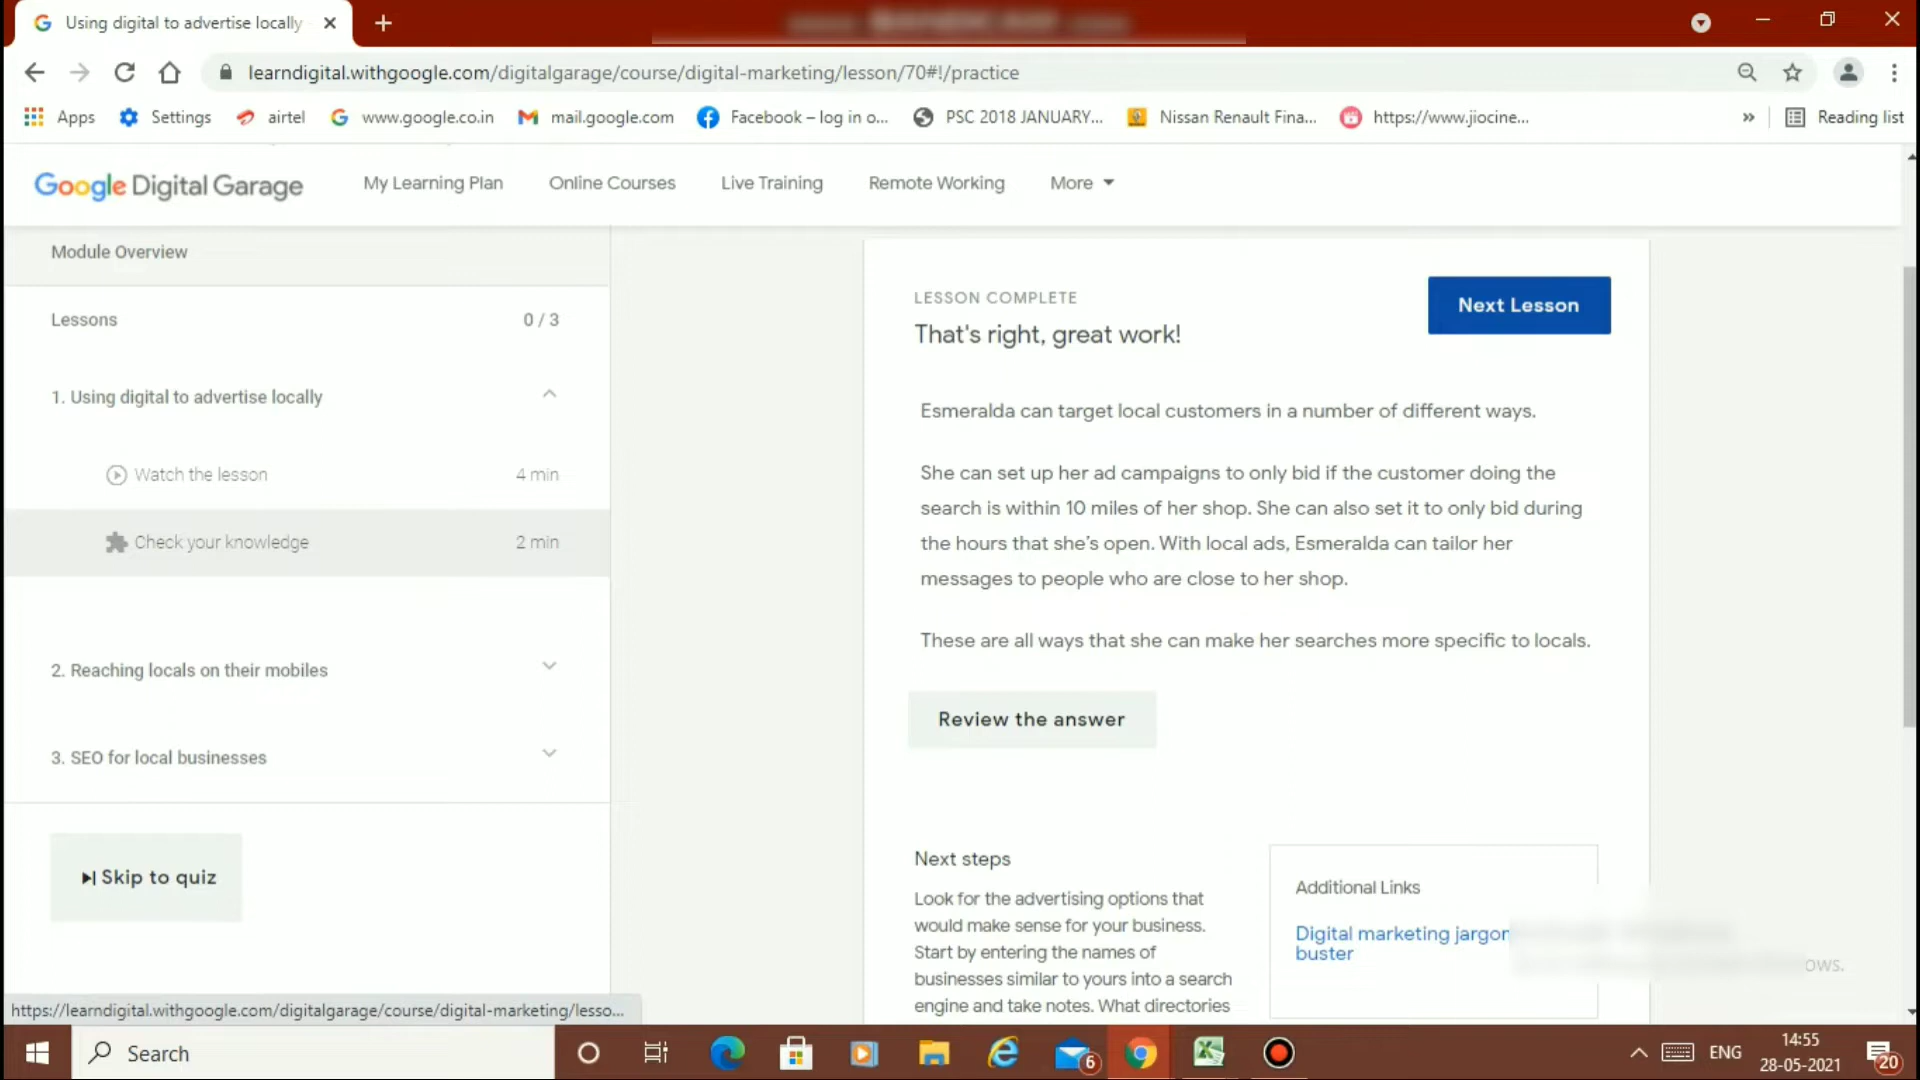 Using digital to advertise locally
learndigital.withgoogle.com/digitalgarage/course/digital-marketing/lesson/70#!/practice
Apps Settings airtel www.google.co.in mail.google.com Facebook – log in o... PSC 2018 JANUARY... Nissan Renault Fina... https://www.jiocine... » Reading list
Google Digital Garage My Learning Plan Online Courses Live Training Remote Working More
Module Overview
Lessons 0 / 3
1. Using digital to advertise locally
Watch the lesson 4 min
Check your knowledge 2 min
2. Reaching locals on their mobiles
3. SEO for local businesses
Skip to quiz
LESSON COMPLETE
That's right, great work!
Next Lesson
Esmeralda can target local customers in a number of different ways.
She can set up her ad campaigns to only bid if the customer doing the
search is within 10 miles of her shop. She can also set it to only bid during
the hours that she's open. With local ads, Esmeralda can tailor her
messages to people who are close to her shop.
These are all ways that she can make her searches more specific to locals.
Review the answer
Next steps
Look for the advertising options that
would make sense for your business.
Start by entering the names of
businesses similar to yours into a search
engine and take notes. What directories
Additional Links
Digital marketing jargon
buster
ows.
https://learndigital.withgoogle.com/digitalgarage/course/digital-marketing/lesso...
Search
6
ENG
14:55
28-05-2021
20